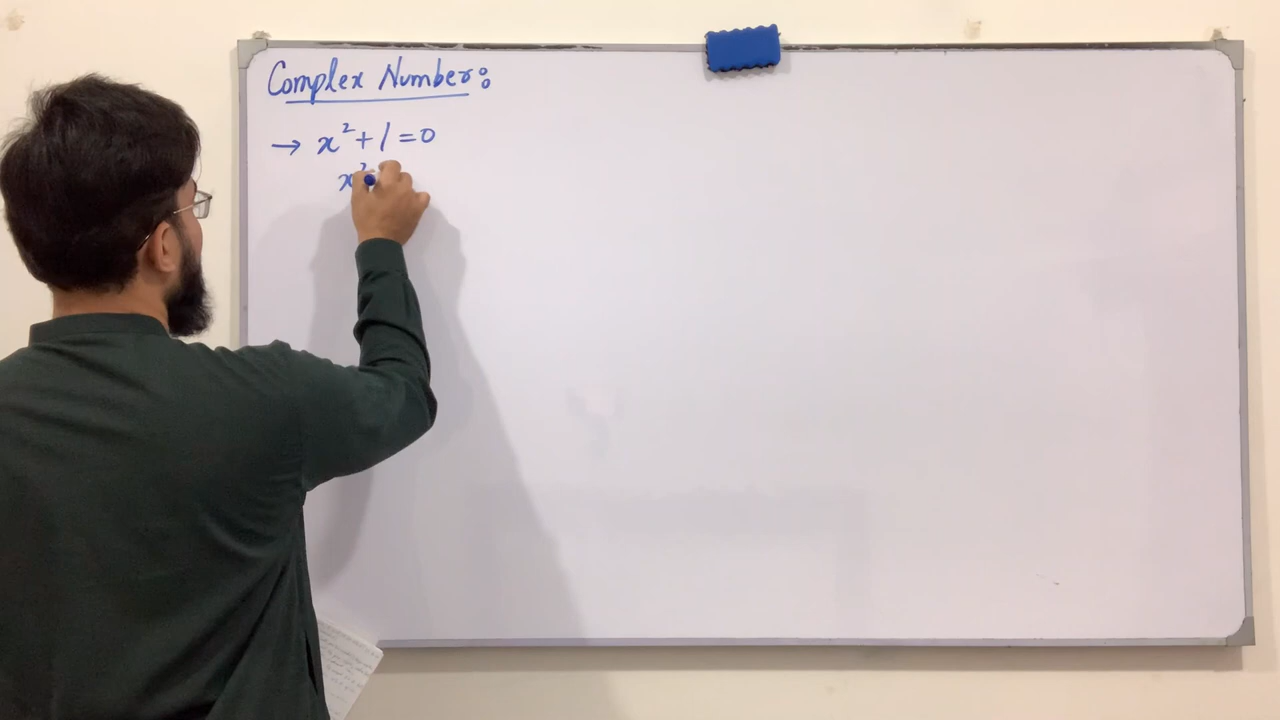 Complex Number:
→ x² + 1 = 0
x²